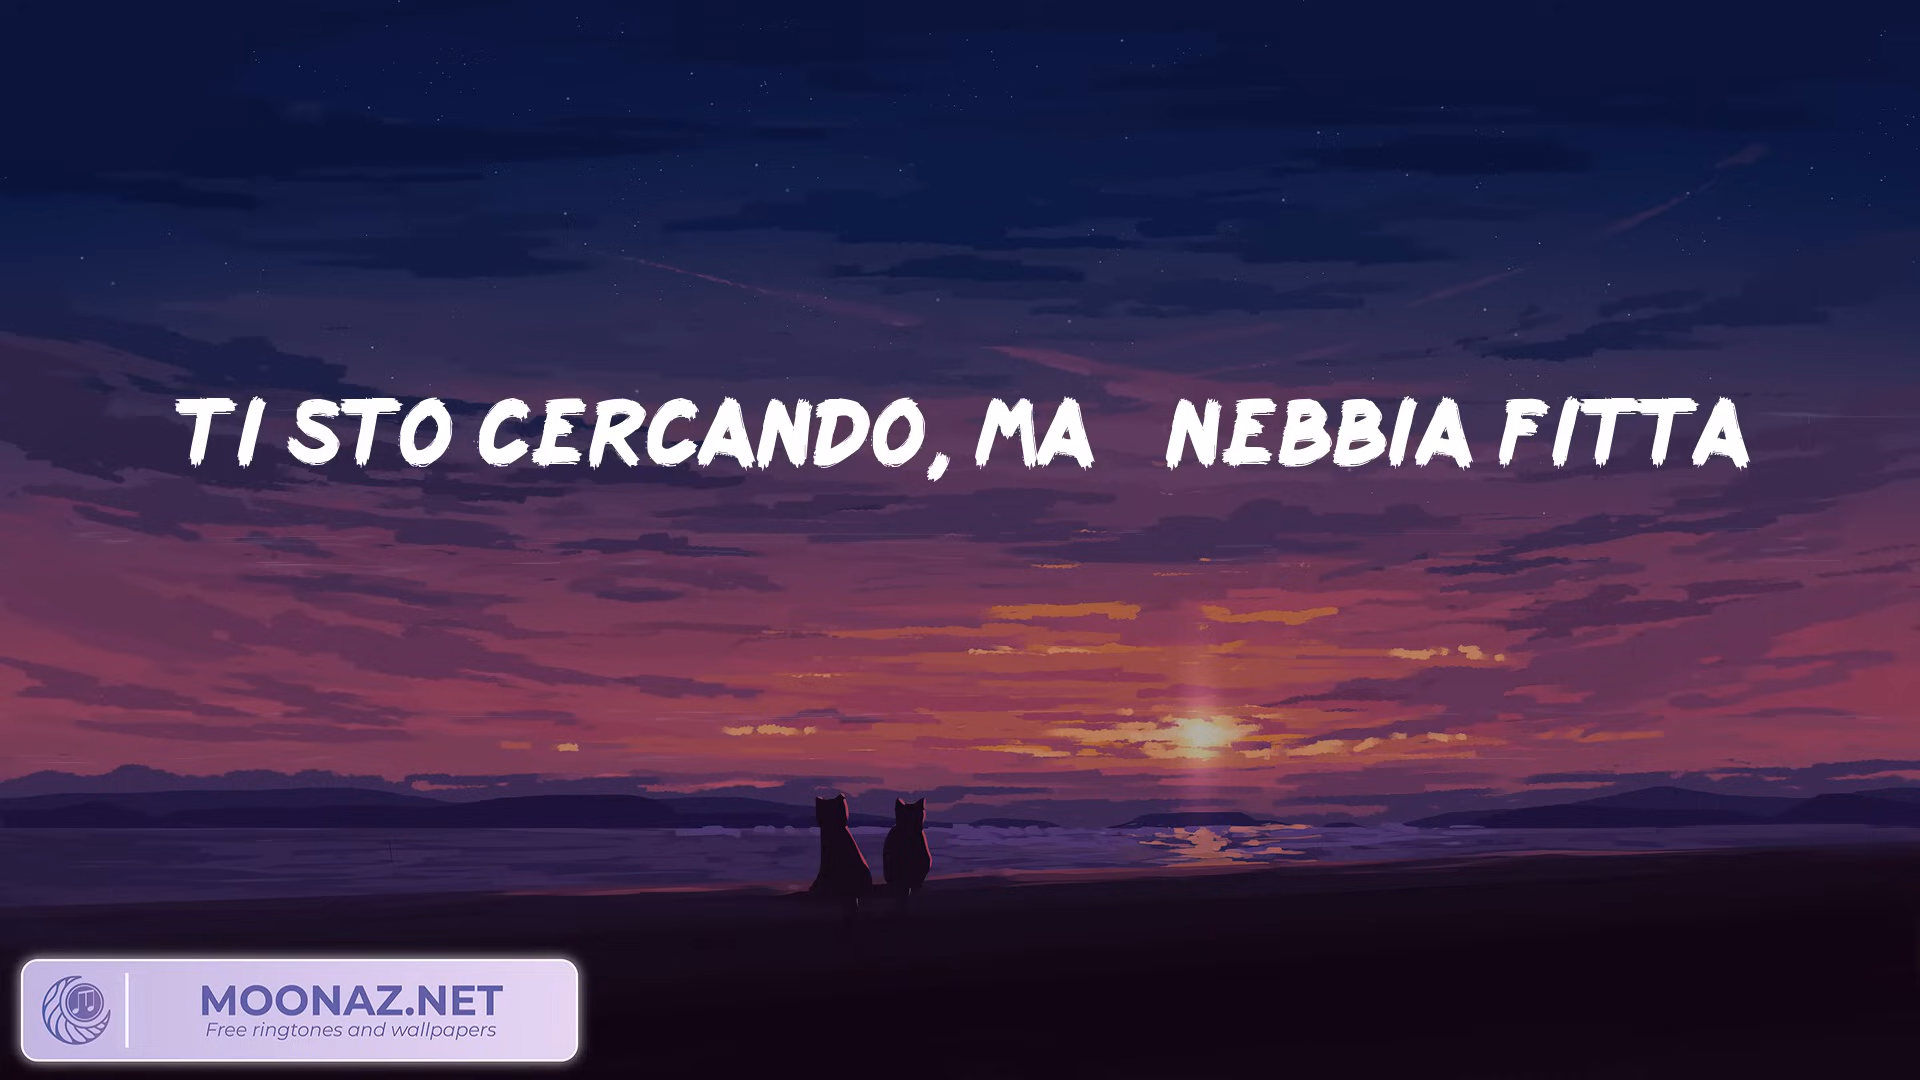 TI STO CERCANDO, MA   NEBBIA FITTA
MOONAZ.NET
Free ringtones and wallpapers